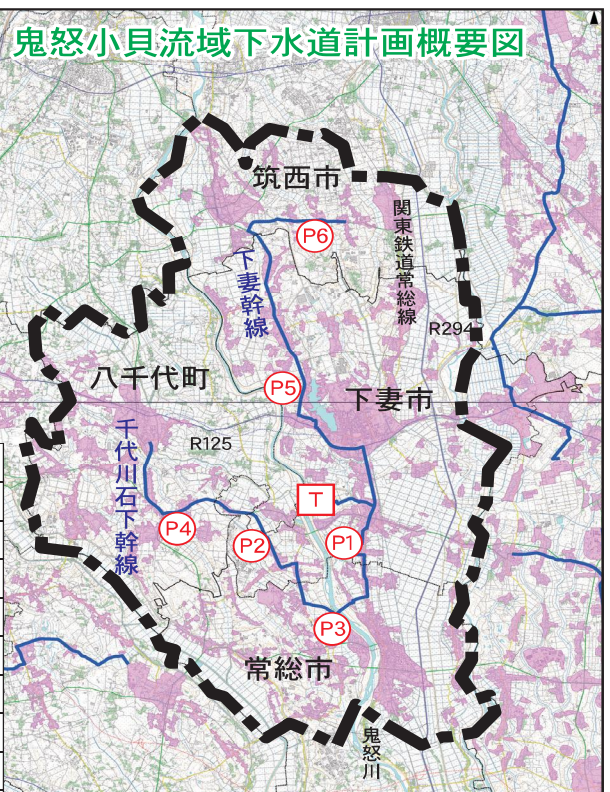 鬼怒小貝流域下水道計画概要図
筑西市
P6
下妻幹線
関東鉄道常総線
R294
八千代町
P5
下妻市
R125
千代川石下幹線
T
P4
P2
P1
P3
常総市
鬼怒川